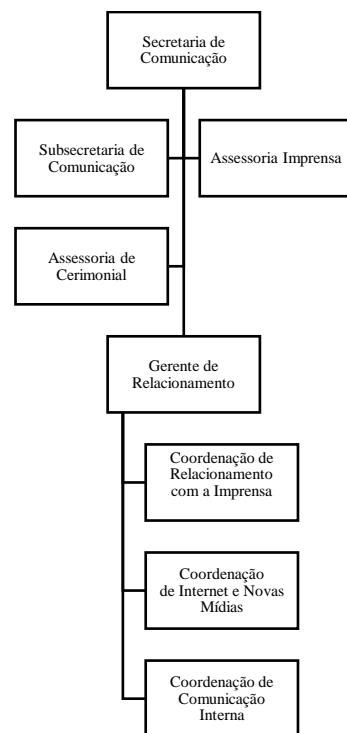 Secretaria de
Comunicação
Subsecretaria de
Comunicação
Assessoria Imprensa
Assessoria de
Cerimonial
Gerente de
Relacionamento
Coordenação de
Relacionamento
com a Imprensa
Coordenação
de Internet e Novas
Mídias
Coordenação de
Comunicação
Interna